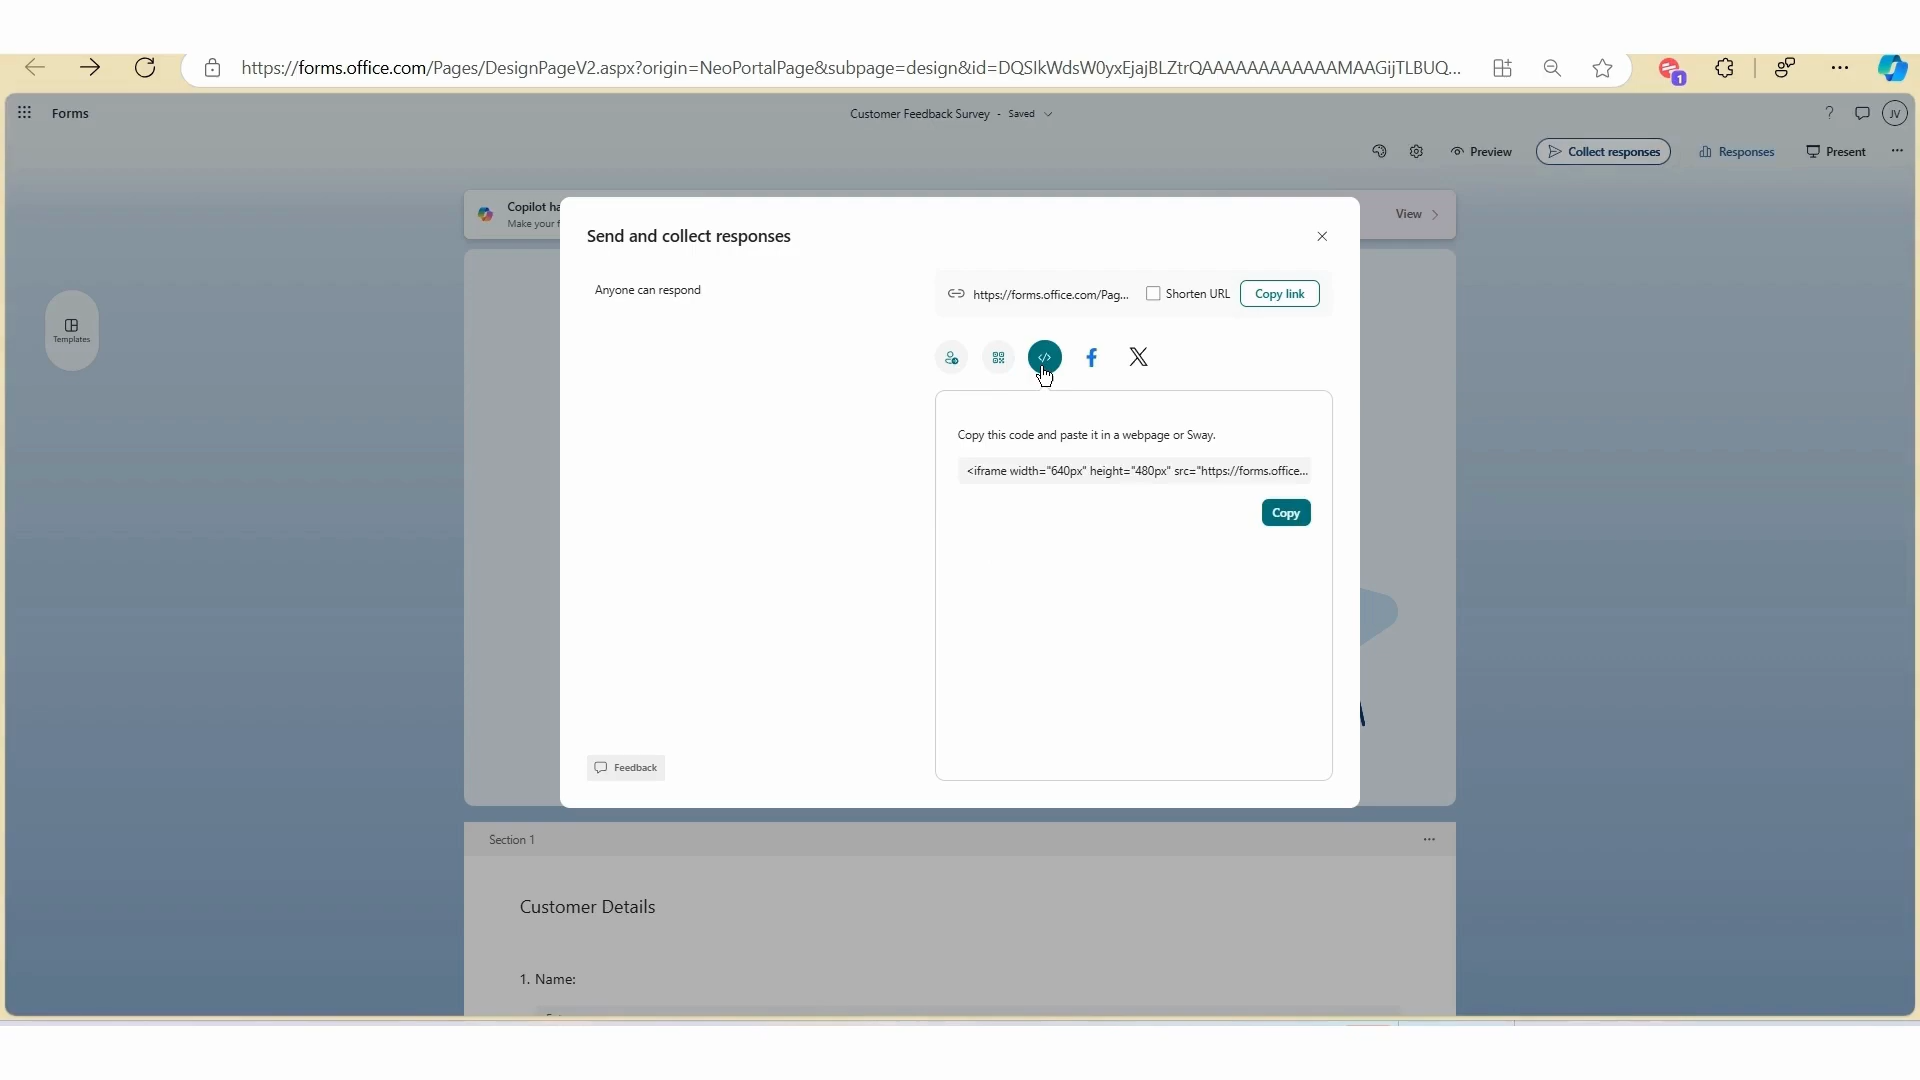 https://forms.office.com/Pages/DesignPageV2.aspx?origin=NeoPortalPage&subpage=design&id=DQSIkWdsW0yxEjajBLZtrQAAAAAAAAAAAAMAAGijTLBUQ...
1
Forms
Customer Feedback Survey - Saved
?
JV
Preview
Collect responses
Responses
Present
Copilot ha
Make your f
View
Send and collect responses
Anyone can respond
https://forms.office.com/Pag...
Shorten URL
Copy link
Templates
Copy this code and paste it in a webpage or Sway.
<iframe width="640px" height="480px" src="https://forms.office...
Copy
Feedback
Section 1
Customer Details
1. Name: